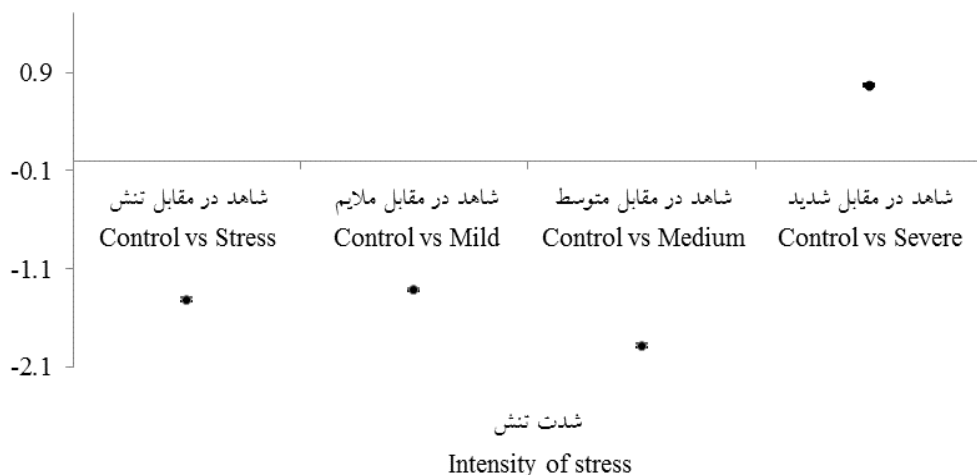 0.9
-0.1
-1.1
-2.1
شاهد در مقابل تنش
Control vs Stress
شاهد در مقابل ملایم
Control vs Mild
شاهد در مقابل متوسط
Control vs Medium
شاهد در مقابل شدید
Control vs Severe
شدت تنش
Intensity of stress